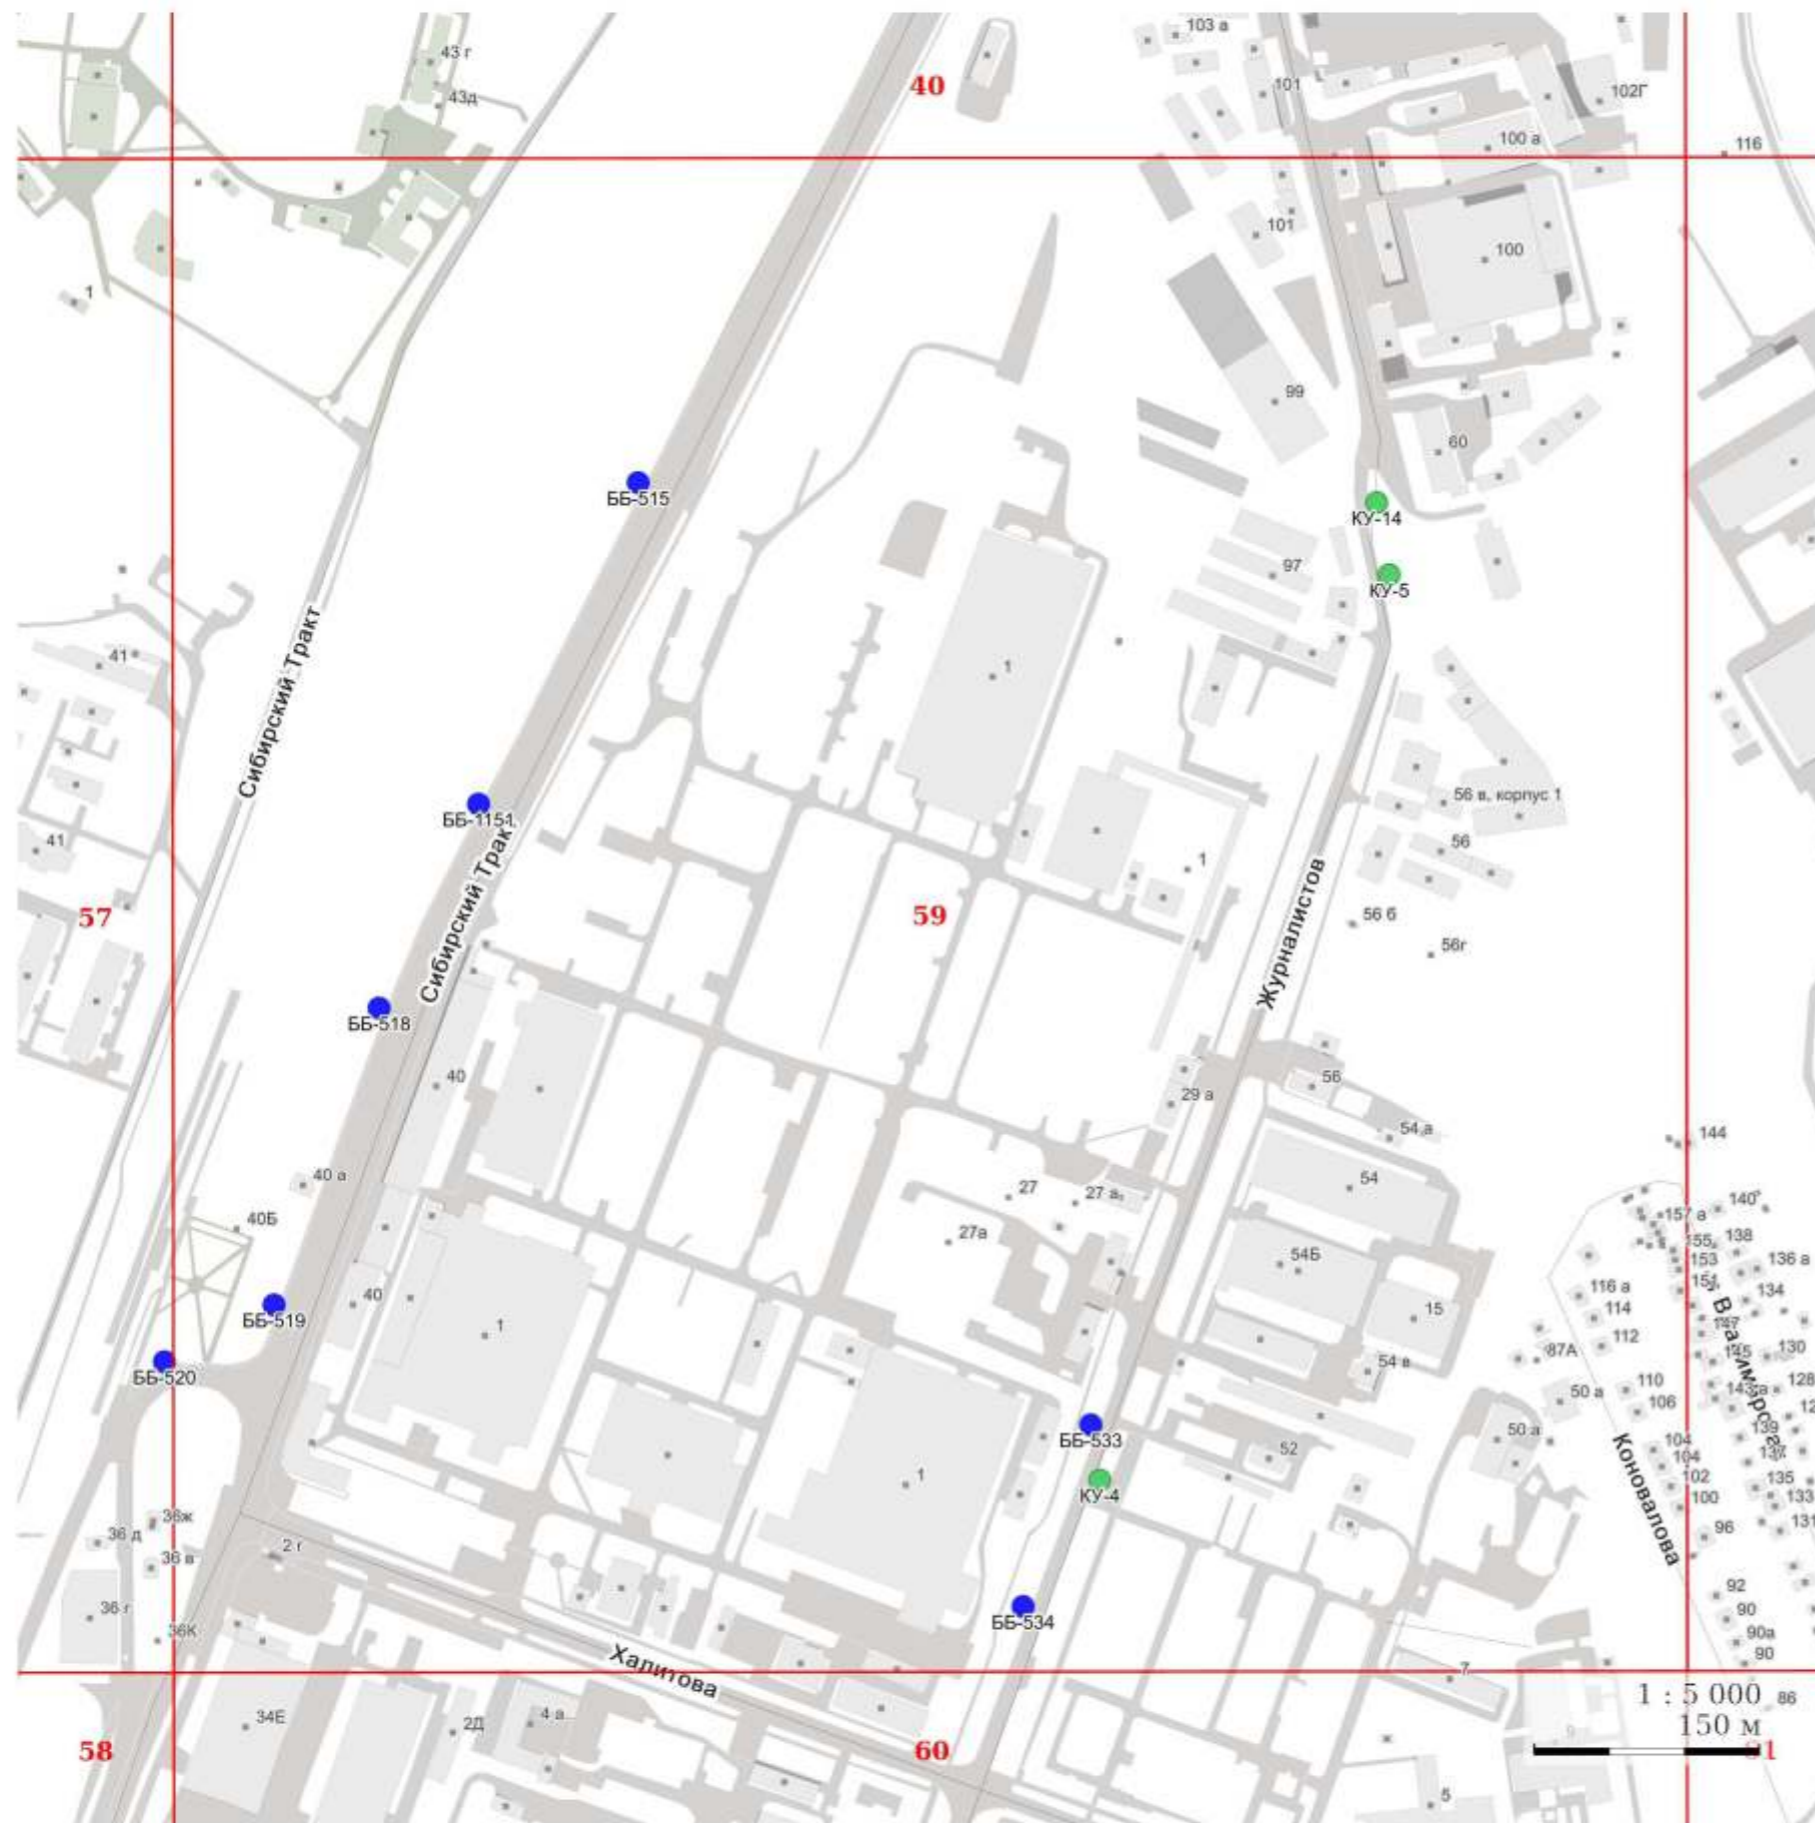 103 а
43 г
40
101
43д
102Г
100 а
116
101
100
1
99
60
ББ-515
КУ-14
97
КУ-5
41
1
Сибирский Тракт
56 в, корпус 1
ББ-1151
41
56
1
Сибирский Тракт
57
59
56 б
Журналистов
56г
ББ-518
40
56
29 а
54 а
144
54
40 а
27
27 а
140
157 а
40Б
27а
155
138
54Б
153
136 а
151
116 а
134
40
ББ-519
15
114
1
147
112
130
87А
145
ББ-520
54 в
110
143 а
128
50 а
106
ББ-533
139
50 а
104
52
137
104
1
102
135
КУ-4
100
133
Коновалова
36ж
96
131
36 д
2 г
36 в
92
36 г
90
ББ-534
90а
36К
90
Халитова
7
1 : 5 000
86
34Е
2Д
4 а
150 м
58
60
5